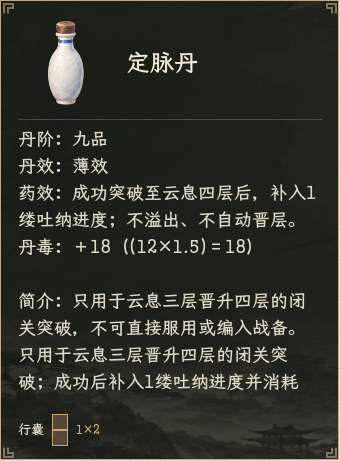 定脉丹
丹阶：九品
丹效：薄效
药效：成功突破至云息四层后，补入1
缕吐纳进度；不溢出、不自动晋层。
丹毒：＋18（(12×1.5)＝18）
简介：只用于云息三层晋升四层的闭
关突破，不可直接服用或编入战备。
只用于云息三层晋升四层的闭关突
破；成功后补入1缕吐纳进度并消耗
行囊 1×2